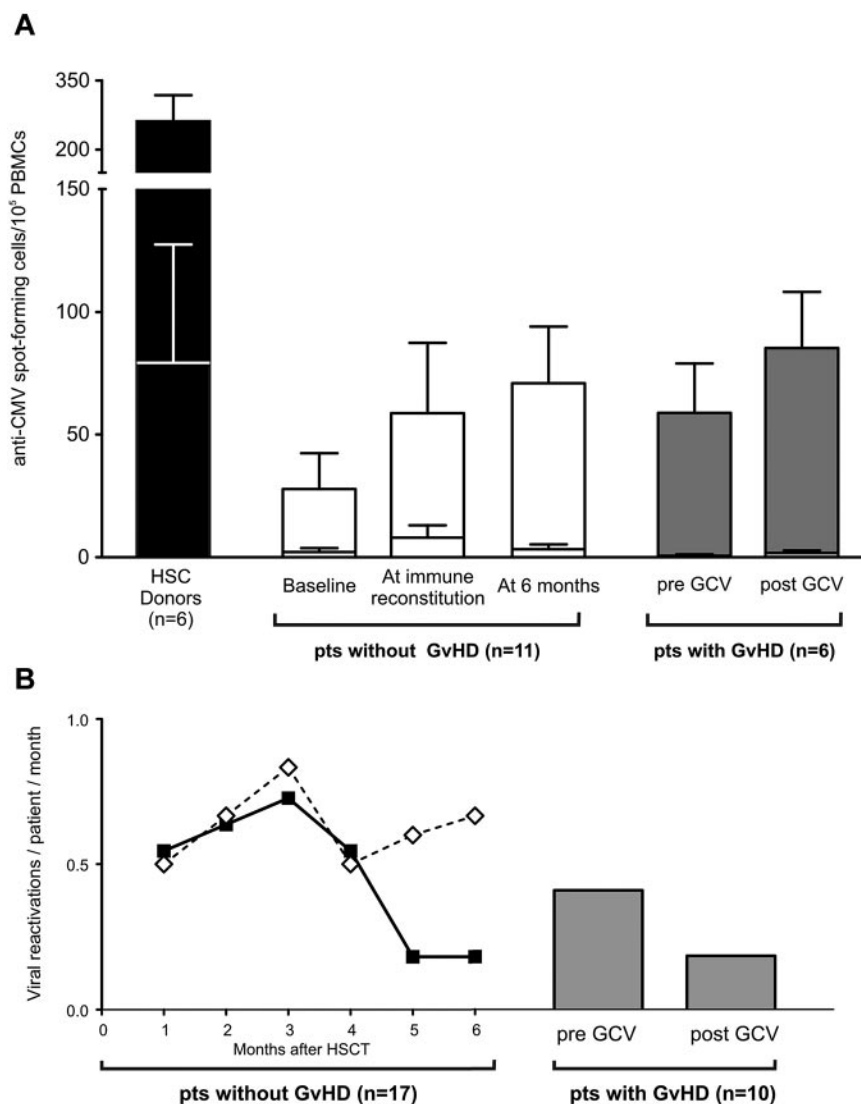 A
350
200
150
100
50
0
anti-CMV spot-forming cells/10⁵ PBMCs
HSC
Donors
(n=6)
Baseline
At immune
reconstitution
At 6 months
pre GCV
post GCV
pts without GvHD (n=11)
pts with GvHD (n=6)
B
1.0
0.5
0.0
Viral reactivations / patient / month
0 1 2 3 4 5 6
Months after HSCT
pre GCV
post GCV
pts without GvHD (n=17)
pts with GvHD (n=10)